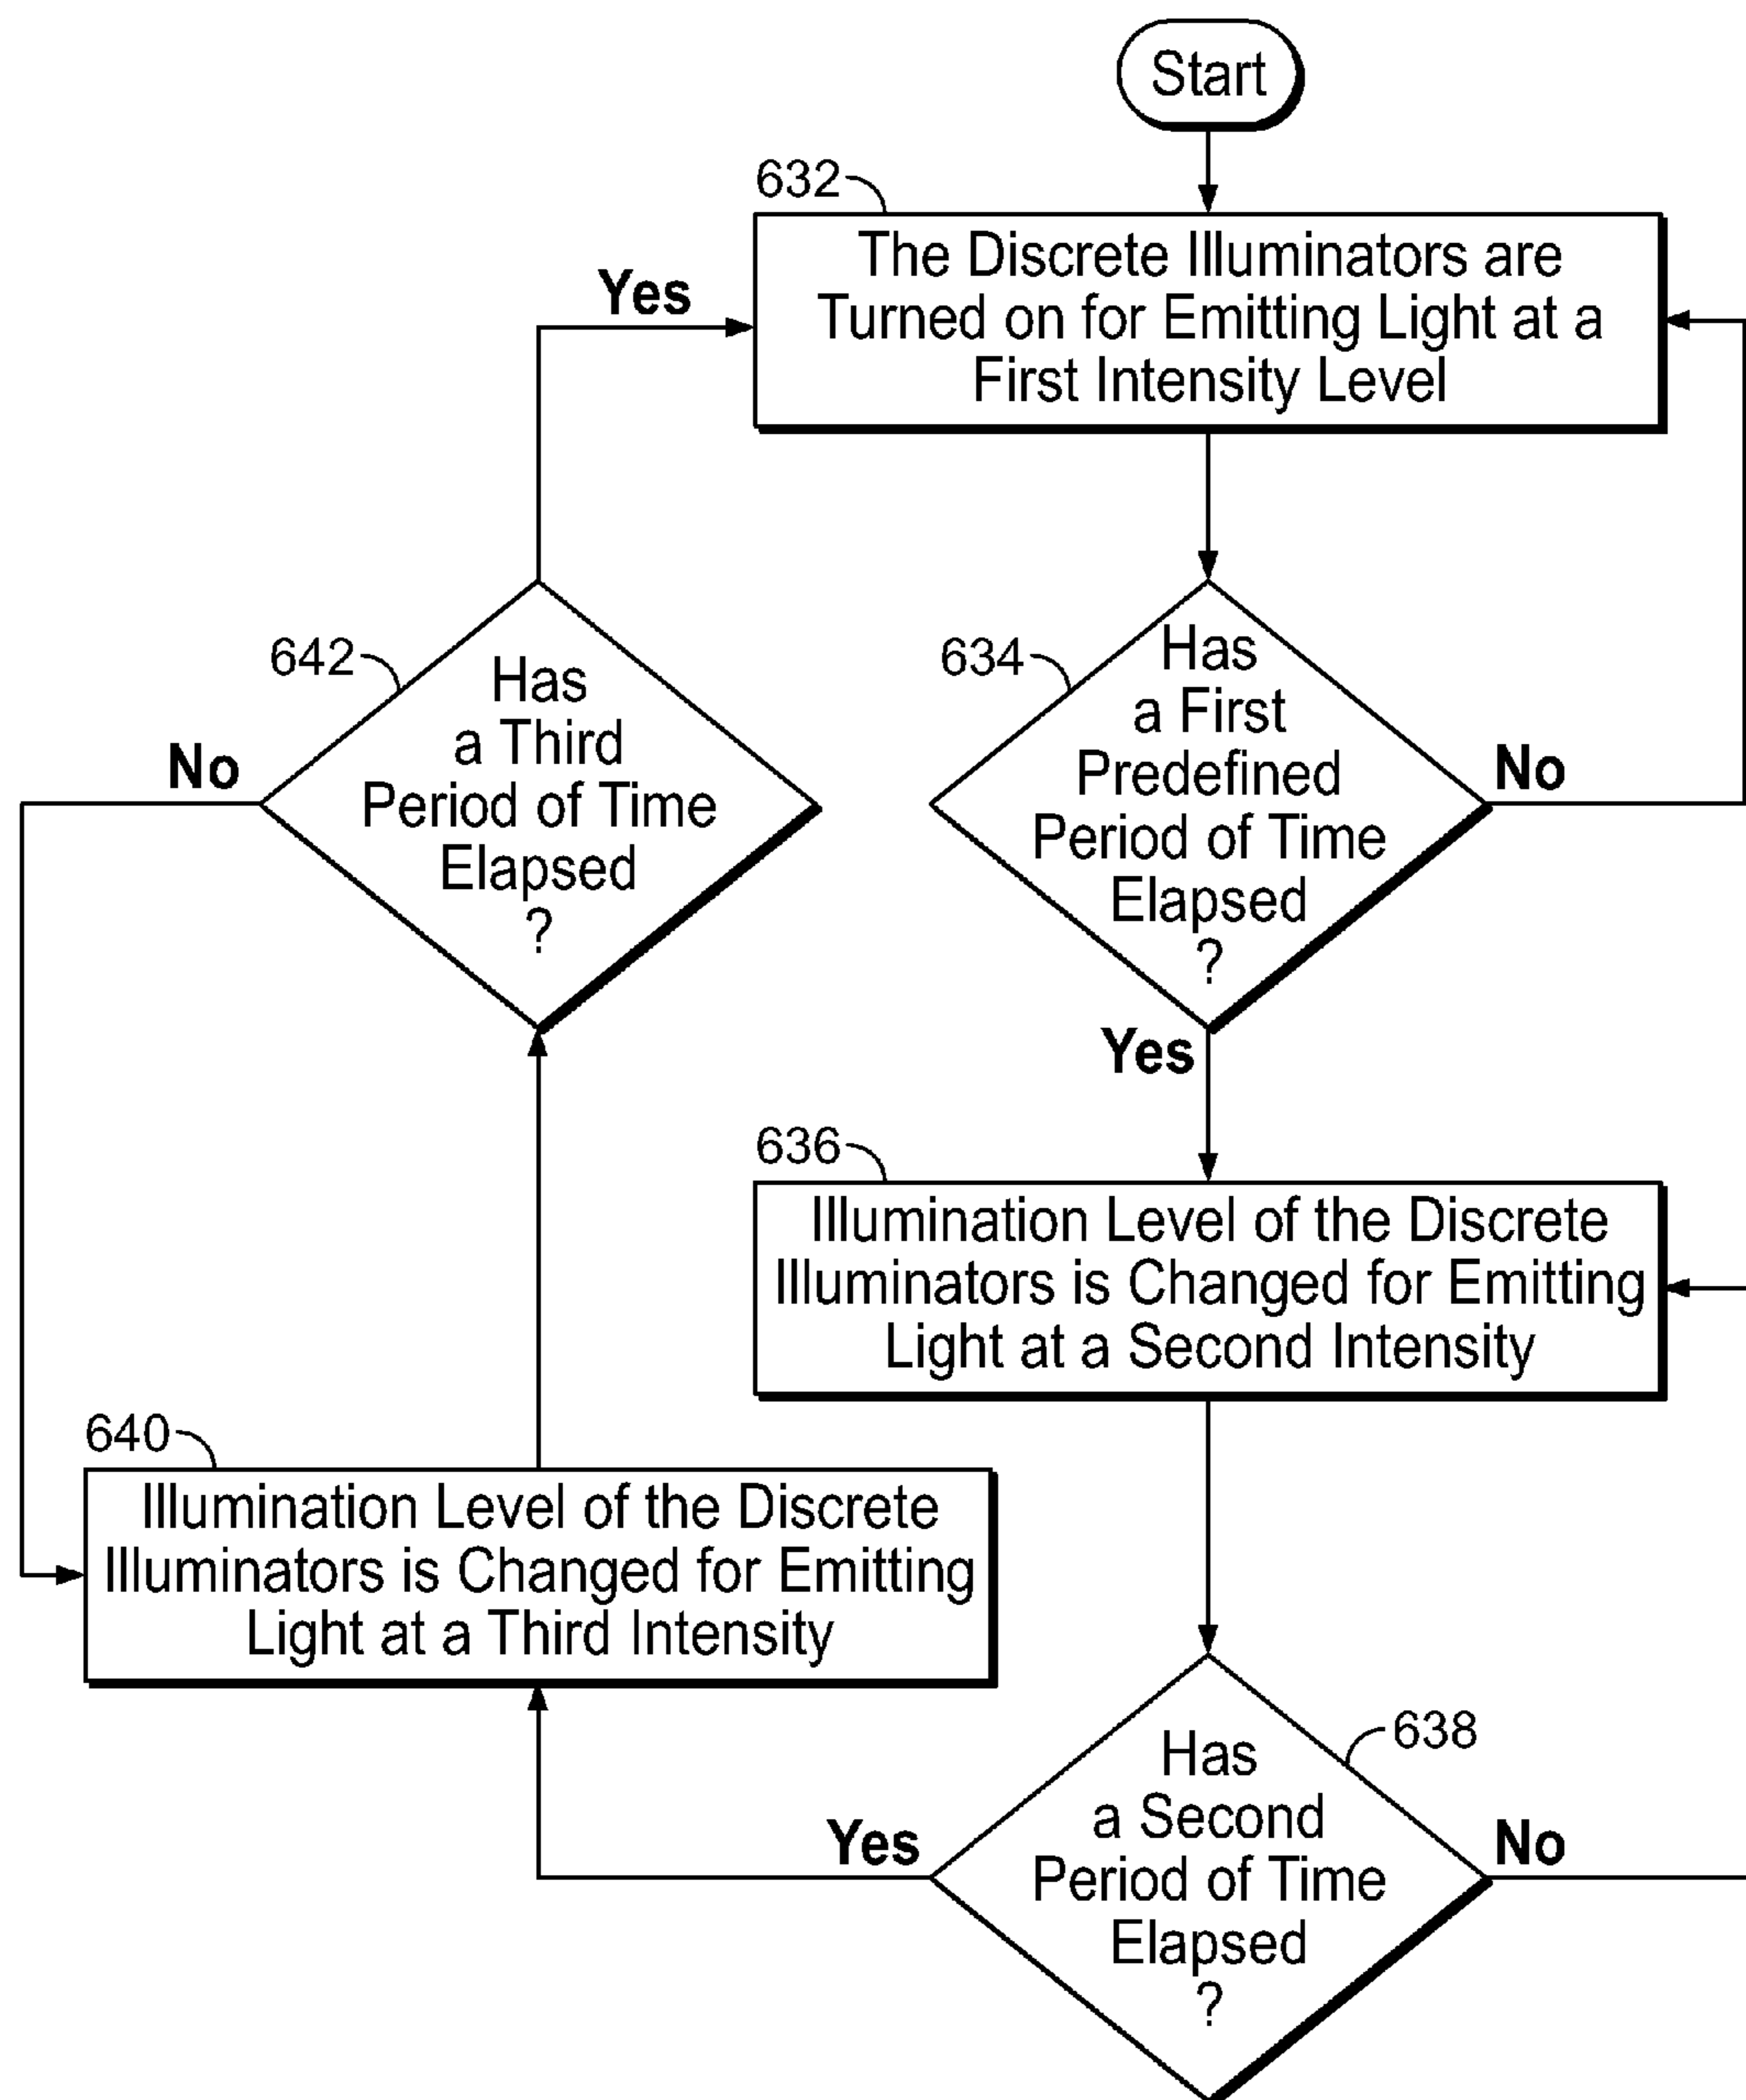 Start
632
The Discrete Illuminators are
Turned on for Emitting Light at a
First Intensity Level
Yes
642
Has
a Third
Period of Time
Elapsed
?
No
634
Has
a First
Predefined
Period of Time
Elapsed
?
No
Yes
636
Illumination Level of the Discrete
Illuminators is Changed for Emitting
Light at a Second Intensity
640
Illumination Level of the Discrete
Illuminators is Changed for Emitting
Light at a Third Intensity
638
Has
a Second
Period of Time
Elapsed
?
Yes
No